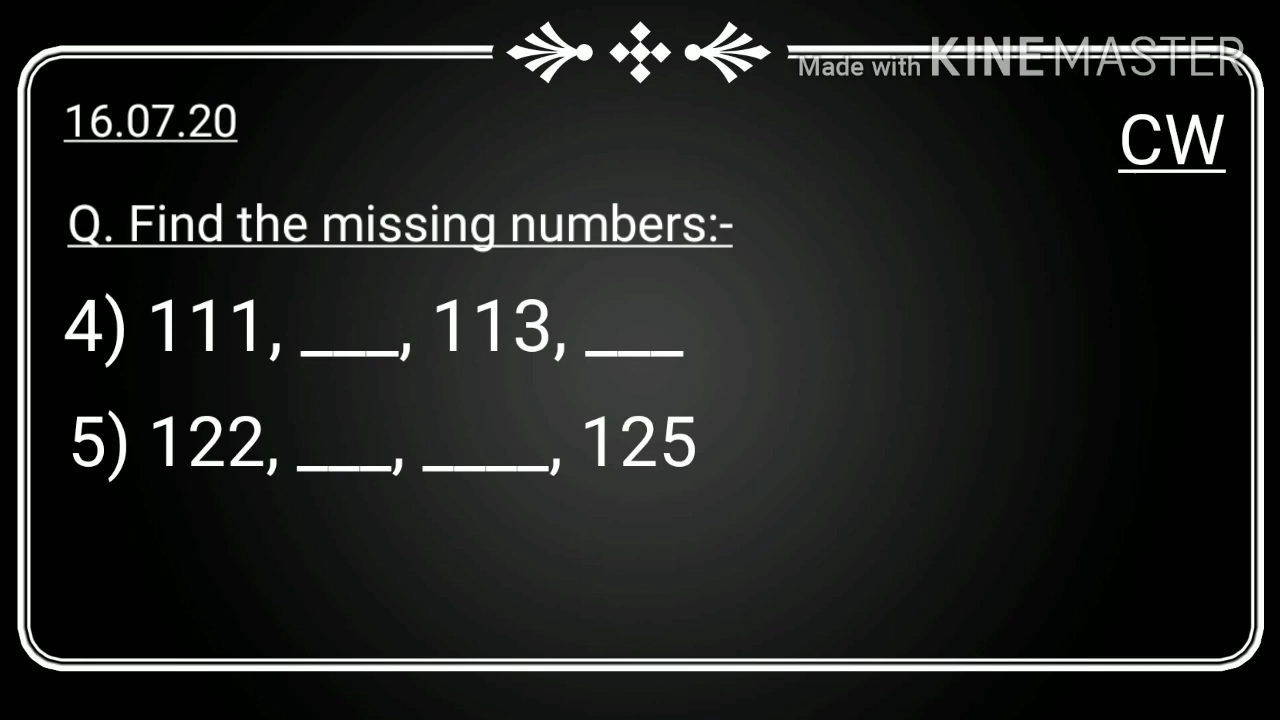 Made with KINEMASTER
16.07.20
CW
Q. Find the missing numbers:-
4) 111, ___, 113, ___
5) 122, ___, ____, 125